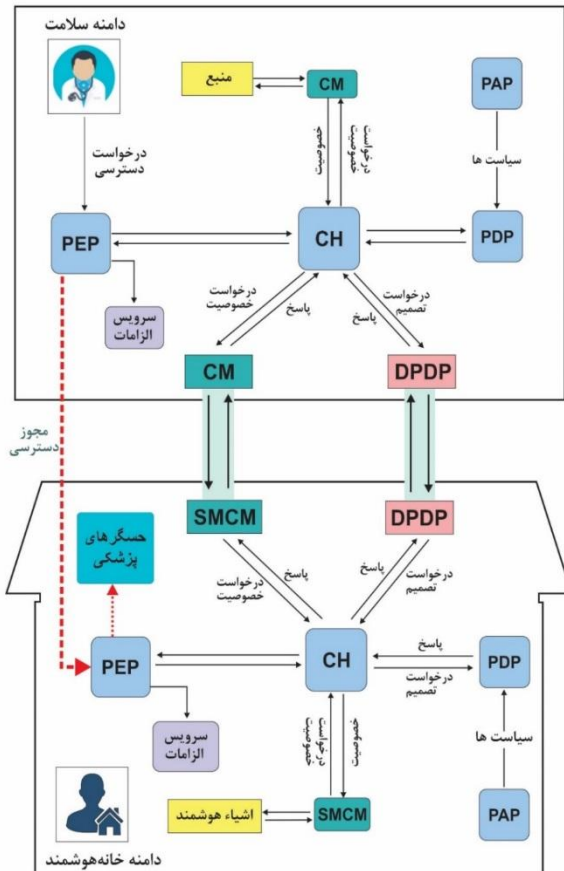 دامنه سلامت
منبع
CM
PAP
درخواست
دسترسی
خصوصیت
درخواست
خصوصیت
سیاست ها
PEP
CH
PDP
سرویس
الزامات
درخواست
خصوصیت
پاسخ
پاسخ
درخواست
تصمیم
CM
DPDP
مجوز
دسترسی
SMCM
DPDP
حسگرهای
پزشکی
درخواست
خصوصیت
پاسخ
پاسخ
درخواست
تصمیم
PEP
CH
پاسخ
درخواست
تصمیم
PDP
سرویس
الزامات
درخواست
خصوصیت
خصوصیت
سیاست ها
اشیاء هوشمند
SMCM
PAP
دامنه خانه‌هوشمند